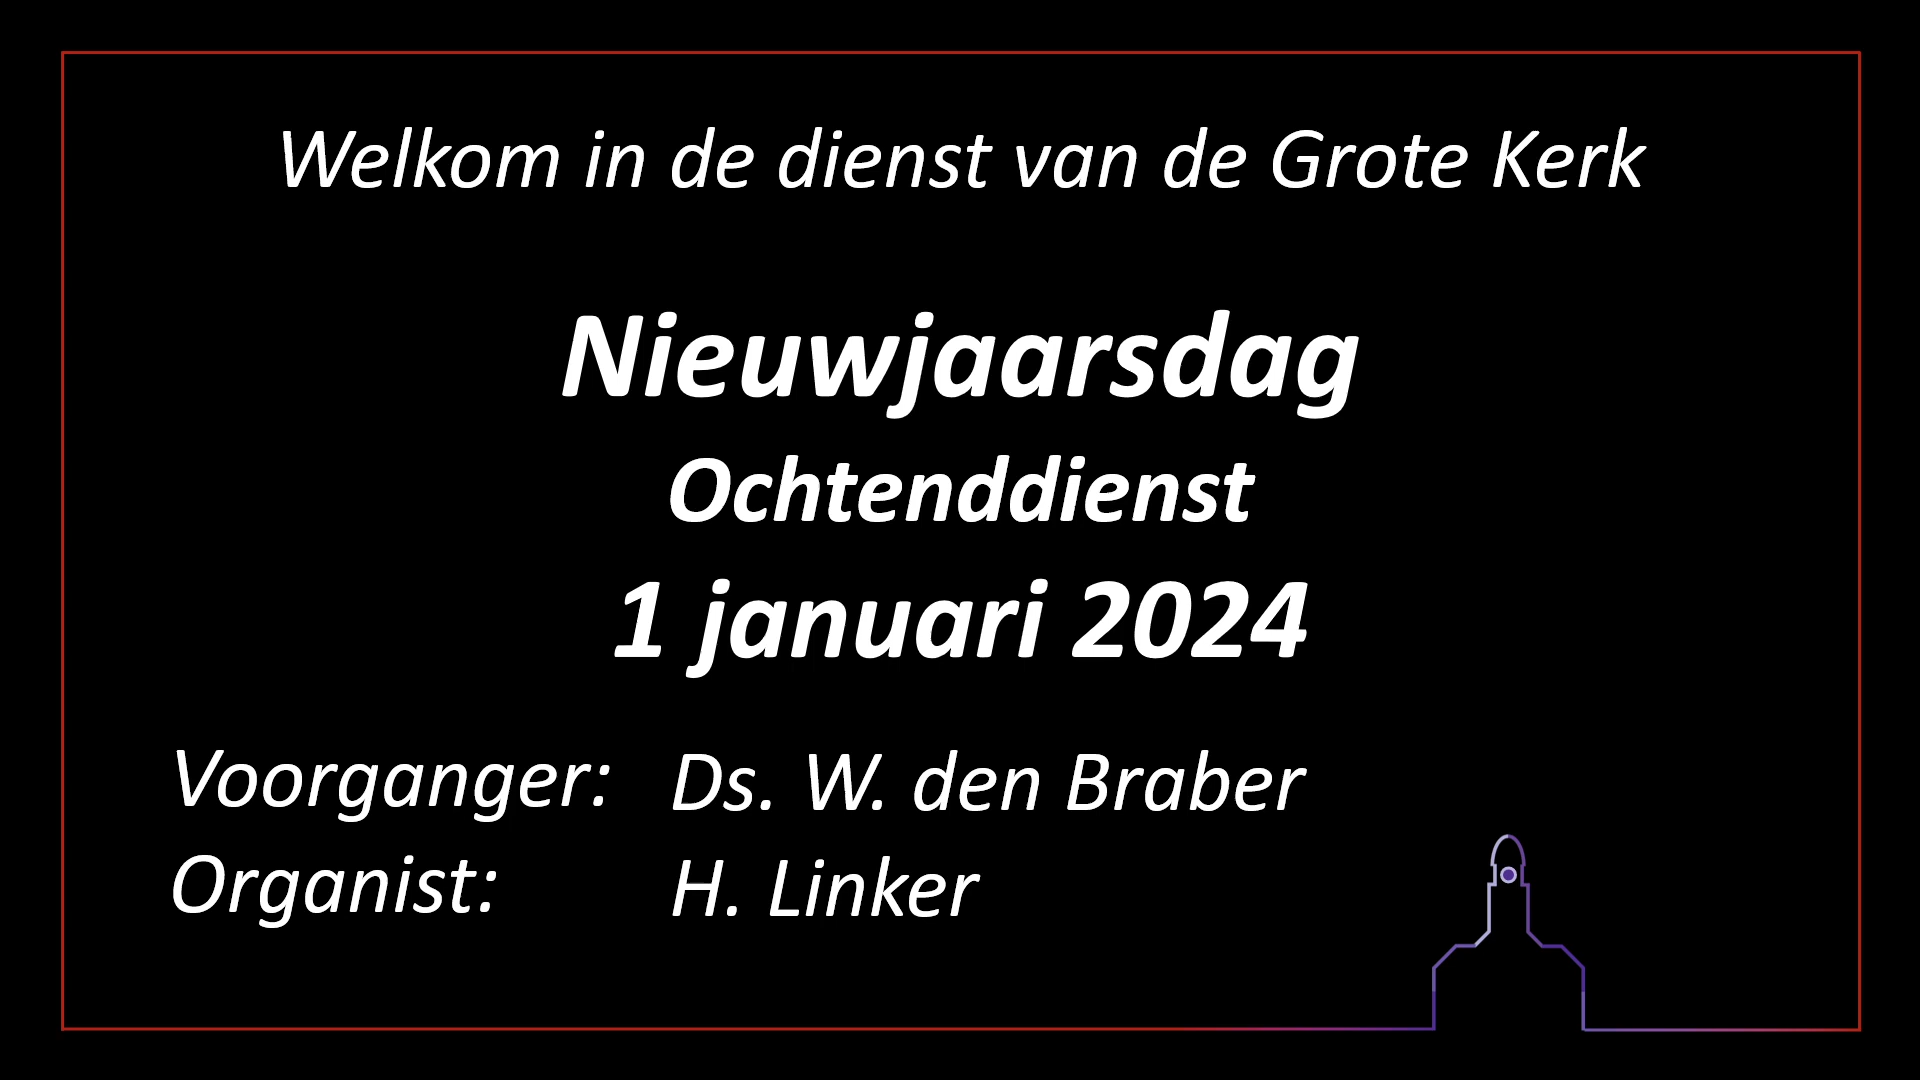 Welkom in de dienst van de Grote Kerk
Nieuwjaarsdag
Ochtenddienst
1 januari 2024
Voorganger: Ds. W. den Braber
Organist: H. Linker